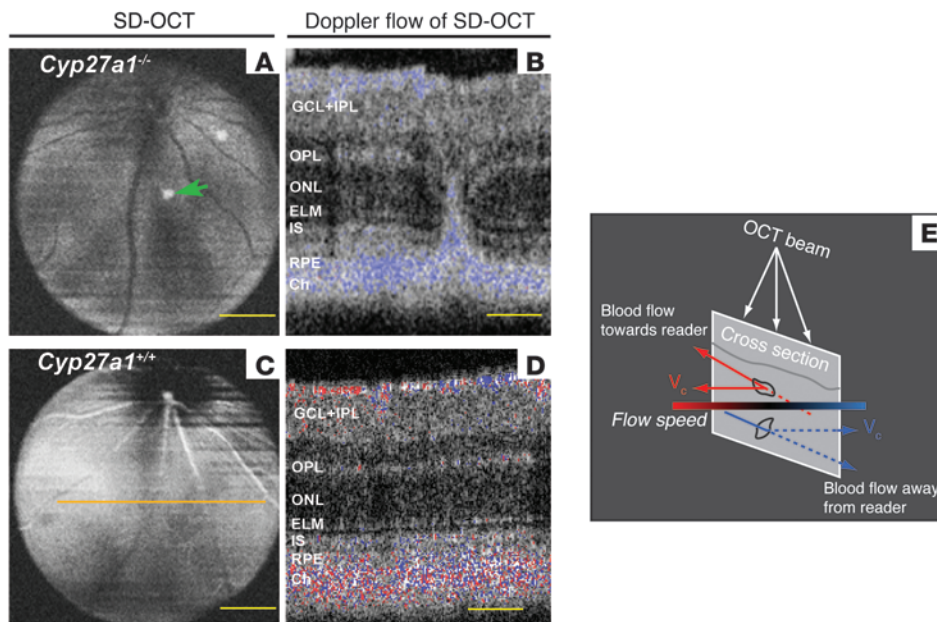 SD-OCT
Doppler flow of SD-OCT
Cyp27a1-/-
A
GCL+IPL
OPL
ONL
ELM
IS
RPE
Ch
B
Cyp27a1+/+
C
GCL+IPL
OPL
ONL
ELM
IS
RPE
Ch
D
E
OCT beam
Blood flow
towards reader
Cross section
Vc
Flow speed
Vc
Blood flow away
from reader